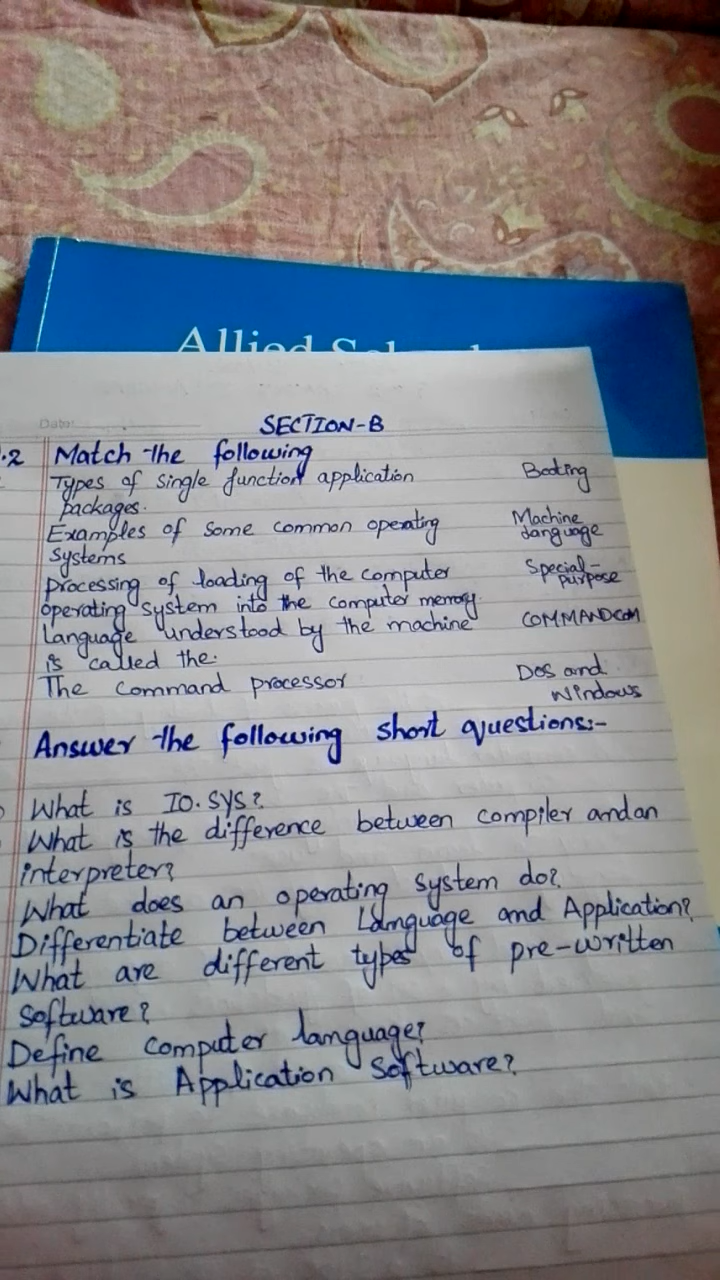 Allied
Date:
SECTION-B
.2 Match the following
Types of single function application Booting
packages.
Examples of some common operating Machine
systems Language
Processing of loading of the computer Special-
operating system into the computer memory. purpose
Language understood by the machine COMMANDCOM
is called the.
The command processor Dos and
Windows
Answer the following short questions:-
What is IO.SYS?
What is the difference between compiler and an
interpreter?
What does an operating system do?
Differentiate between Language and Application?
What are different types of pre-written
software?
Define computer language?
What is Application software?